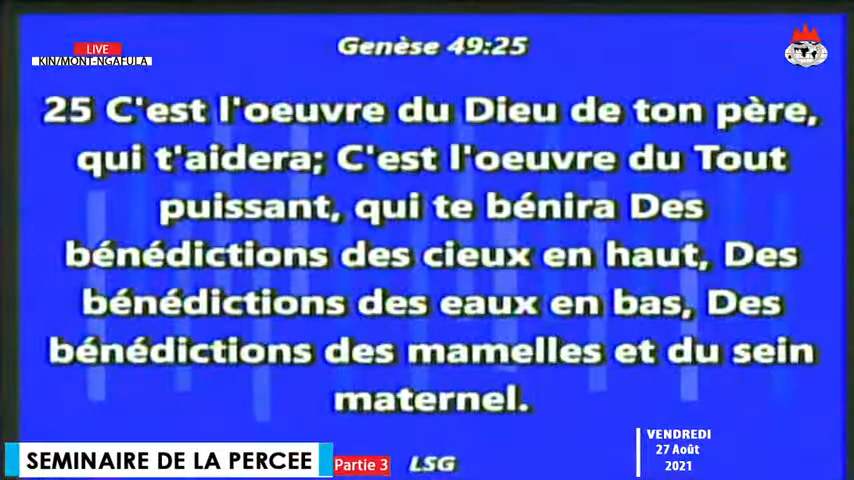 Genèse 49:25
LIVE
KIN/MONT-NGAFULA
25 C'est l'oeuvre du Dieu de ton père,
qui t'aidera; C'est l'oeuvre du Tout
puissant, qui te bénira Des
bénédictions des cieux en haut, Des
bénédictions des eaux en bas, Des
bénédictions des mamelles et du sein
maternel.
SEMINAIRE DE LA PERCEE
Partie 3
LSG
VENDREDI
27 Août
2021